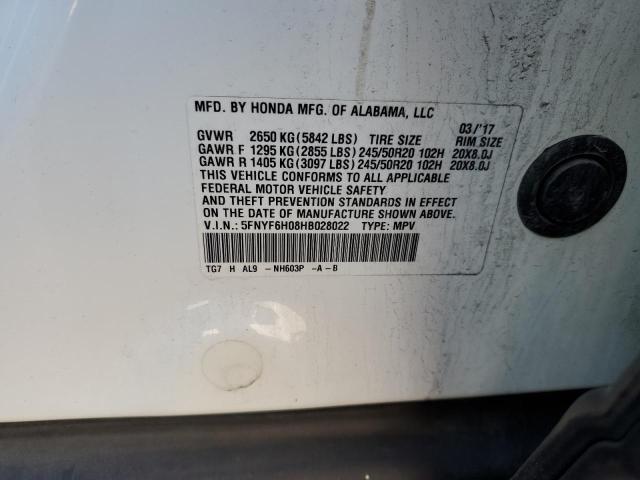 MFD. BY HONDA MFG. OF ALABAMA, LLC
03/'17
GVWR 2650 KG(5842 LBS) TIRE SIZE RIM SIZE
GAWR F 1295 KG(2855 LBS)245/50R20 102H 20X8.0J
GAWR R 1405 KG(3097 LBS)245/50R20 102H 20X8.0J
THIS VEHICLE CONFORMS TO ALL APPLICABLE
FEDERAL MOTOR VEHICLE SAFETY
AND THEFT PREVENTION STANDARDS IN EFFECT
ON THE DATE OF MANUFACTURE SHOWN ABOVE.
V.I.N.: 5FNYF6H08HB028022 TYPE: MPV
TG7 H AL9 -NH603P -A-B